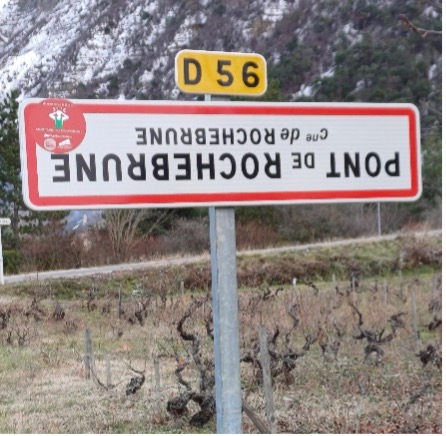 D 56
PONT DE ROCHEBRUNE
Cne de ROCHEBRUNE